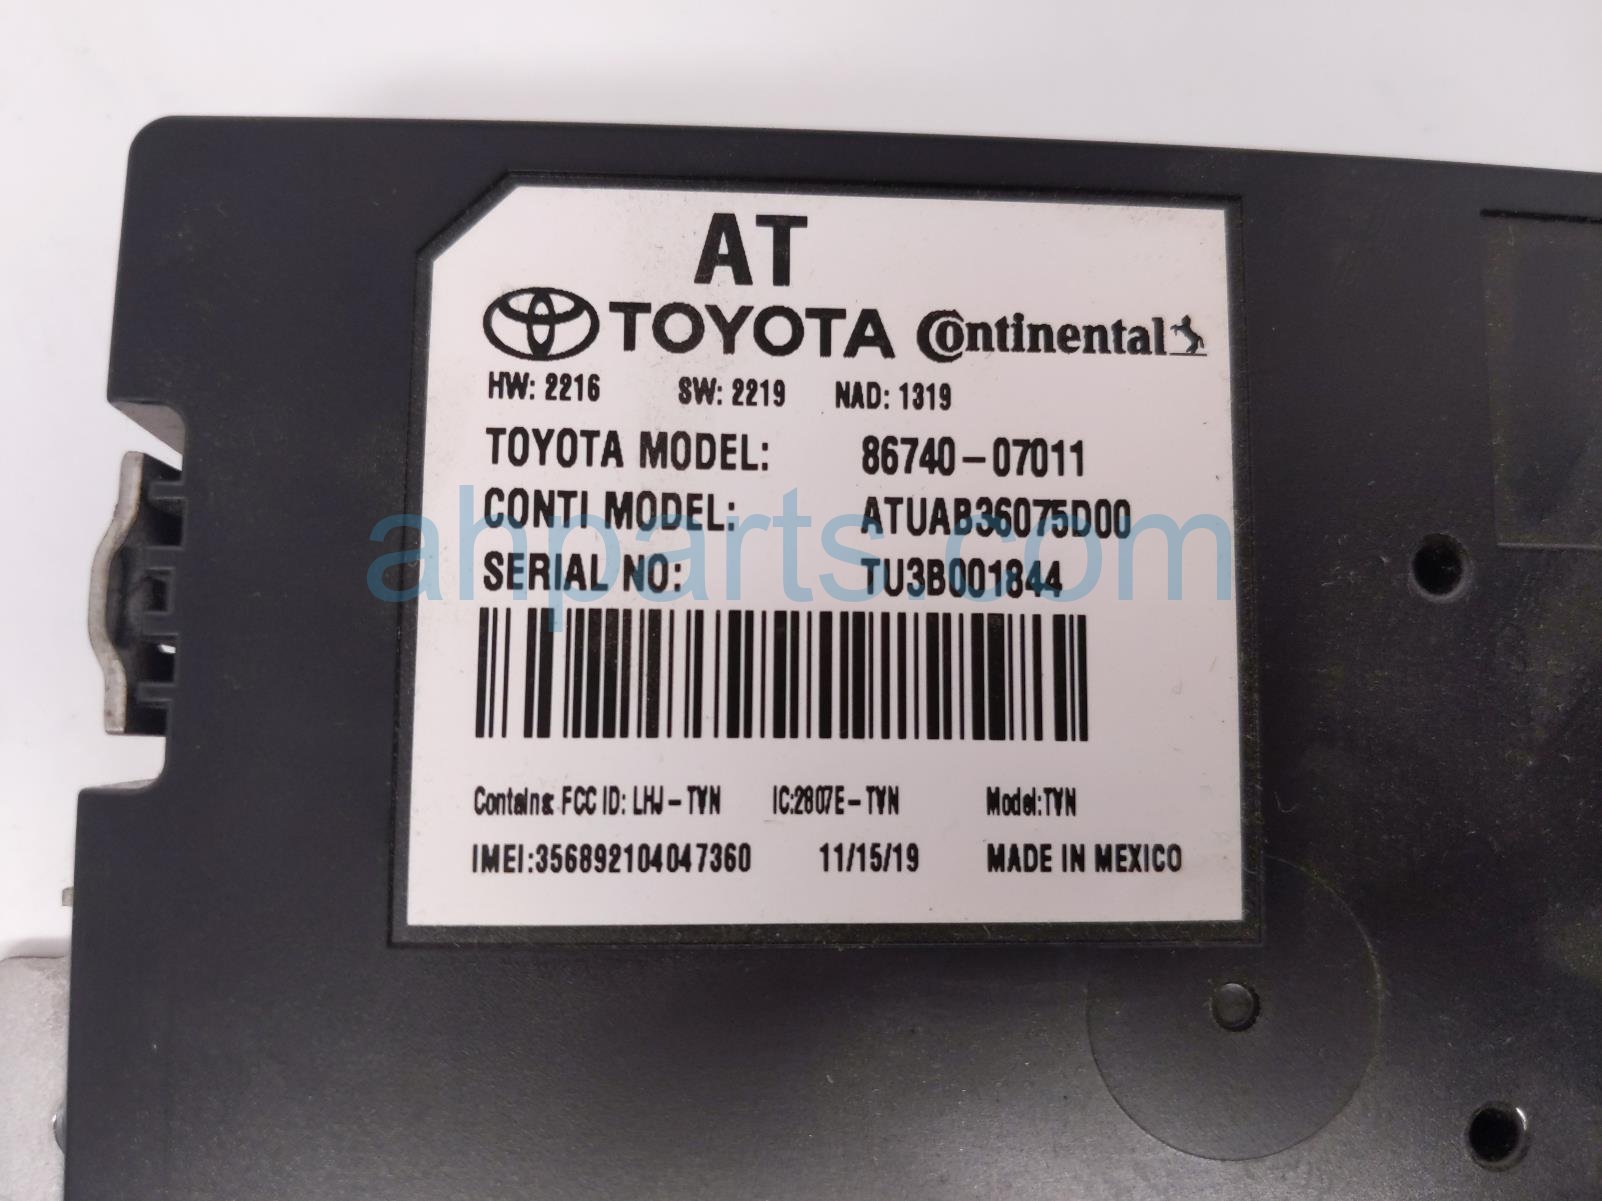 AT
TOYOTA Continental
HW: 2216 SW: 2219 NAD: 1319
TOYOTA MODEL: 86740-07011
CONTI MODEL: ATUAB36075D00
ahparts.com
SERIAL NO: TU3B001844
Contains: FCC ID: LHJ-TVN IC:2807E-TVN Model:TVN
IMEI:356892104047360 11/15/19 MADE IN MEXICO